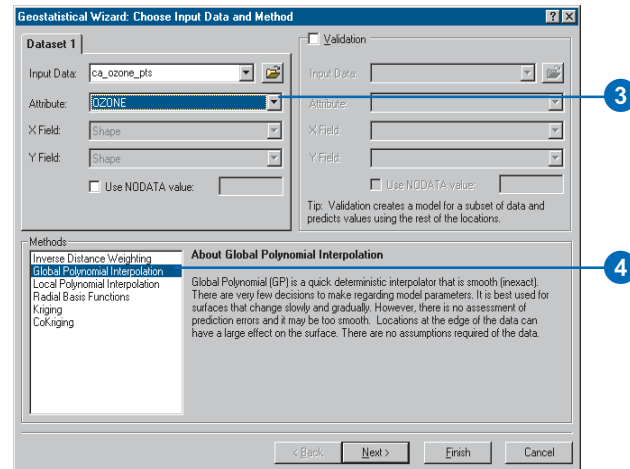 Geostatistical Wizard: Choose Input Data and Method
Dataset 1
Input Data: ca_ozone_pts
Attribute: OZONE
X Field: Shape
Y Field: Shape
Use NODATA value:
Validation
Input Data:
Attribute:
X Field:
Y Field:
Use NODATA value:
Tip: Validation creates a model for a subset of data and
predicts values using the rest of the locations.
3
Methods
Inverse Distance Weighting
Global Polynomial Interpolation
Local Polynomial Interpolation
Radial Basis Functions
Kriging
CoKriging
About Global Polynomial Interpolation
Global Polynomial (GP) is a quick deterministic interpolator that is smooth (inexact).
There are very few decisions to make regarding model parameters. It is best used for
surfaces that change slowly and gradually. However, there is no assessment of
prediction errors and it may be too smooth. Locations at the edge of the data can
have a large effect on the surface. There are no assumptions required of the data.
4
< Back
Next >
Finish
Cancel